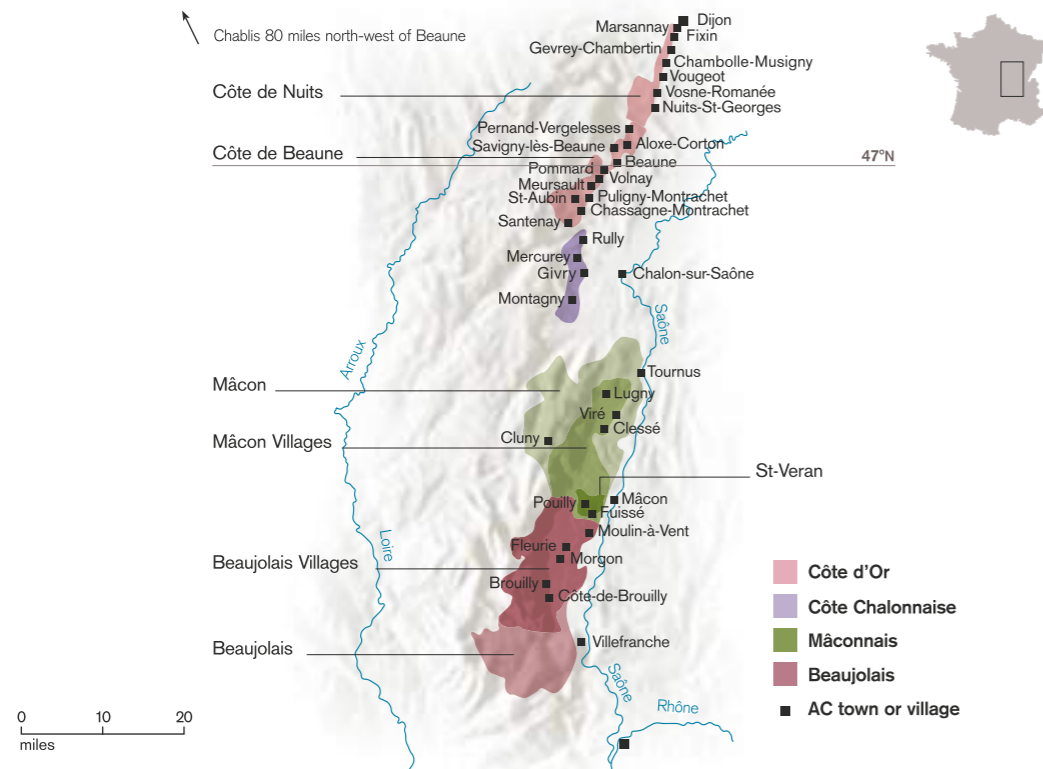 Chablis 80 miles north-west of Beaune
Dijon
Marsannay
Fixin
Gevrey-Chambertin
Chambolle-Musigny
Vougeot
Côte de Nuits
Vosne-Romanée
Nuits-St-Georges
Pernand-Vergelesses
Savigny-lès-Beaune
Aloxe-Corton
Côte de Beaune
Beaune
47°N
Pommard
Volnay
Meursault
St-Aubin
Puligny-Montrachet
Chassagne-Montrachet
Santenay
Rully
Mercurey
Givry
Chalon-sur-Saône
Montagny
Saône
Arroux
Tournus
Mâcon
Lugny
Viré
Clessé
Cluny
Mâcon Villages
St-Veran
Pouilly
Mâcon
Fuissé
Moulin-à-Vent
Loire
Fleurie
Morgon
Beaujolais Villages
Brouilly
Côte-de-Brouilly
Villefranche
Beaujolais
Saône
Rhône
Côte d'Or
Côte Chalonnaise
Mâconnais
Beaujolais
AC town or village
0 10 20
miles